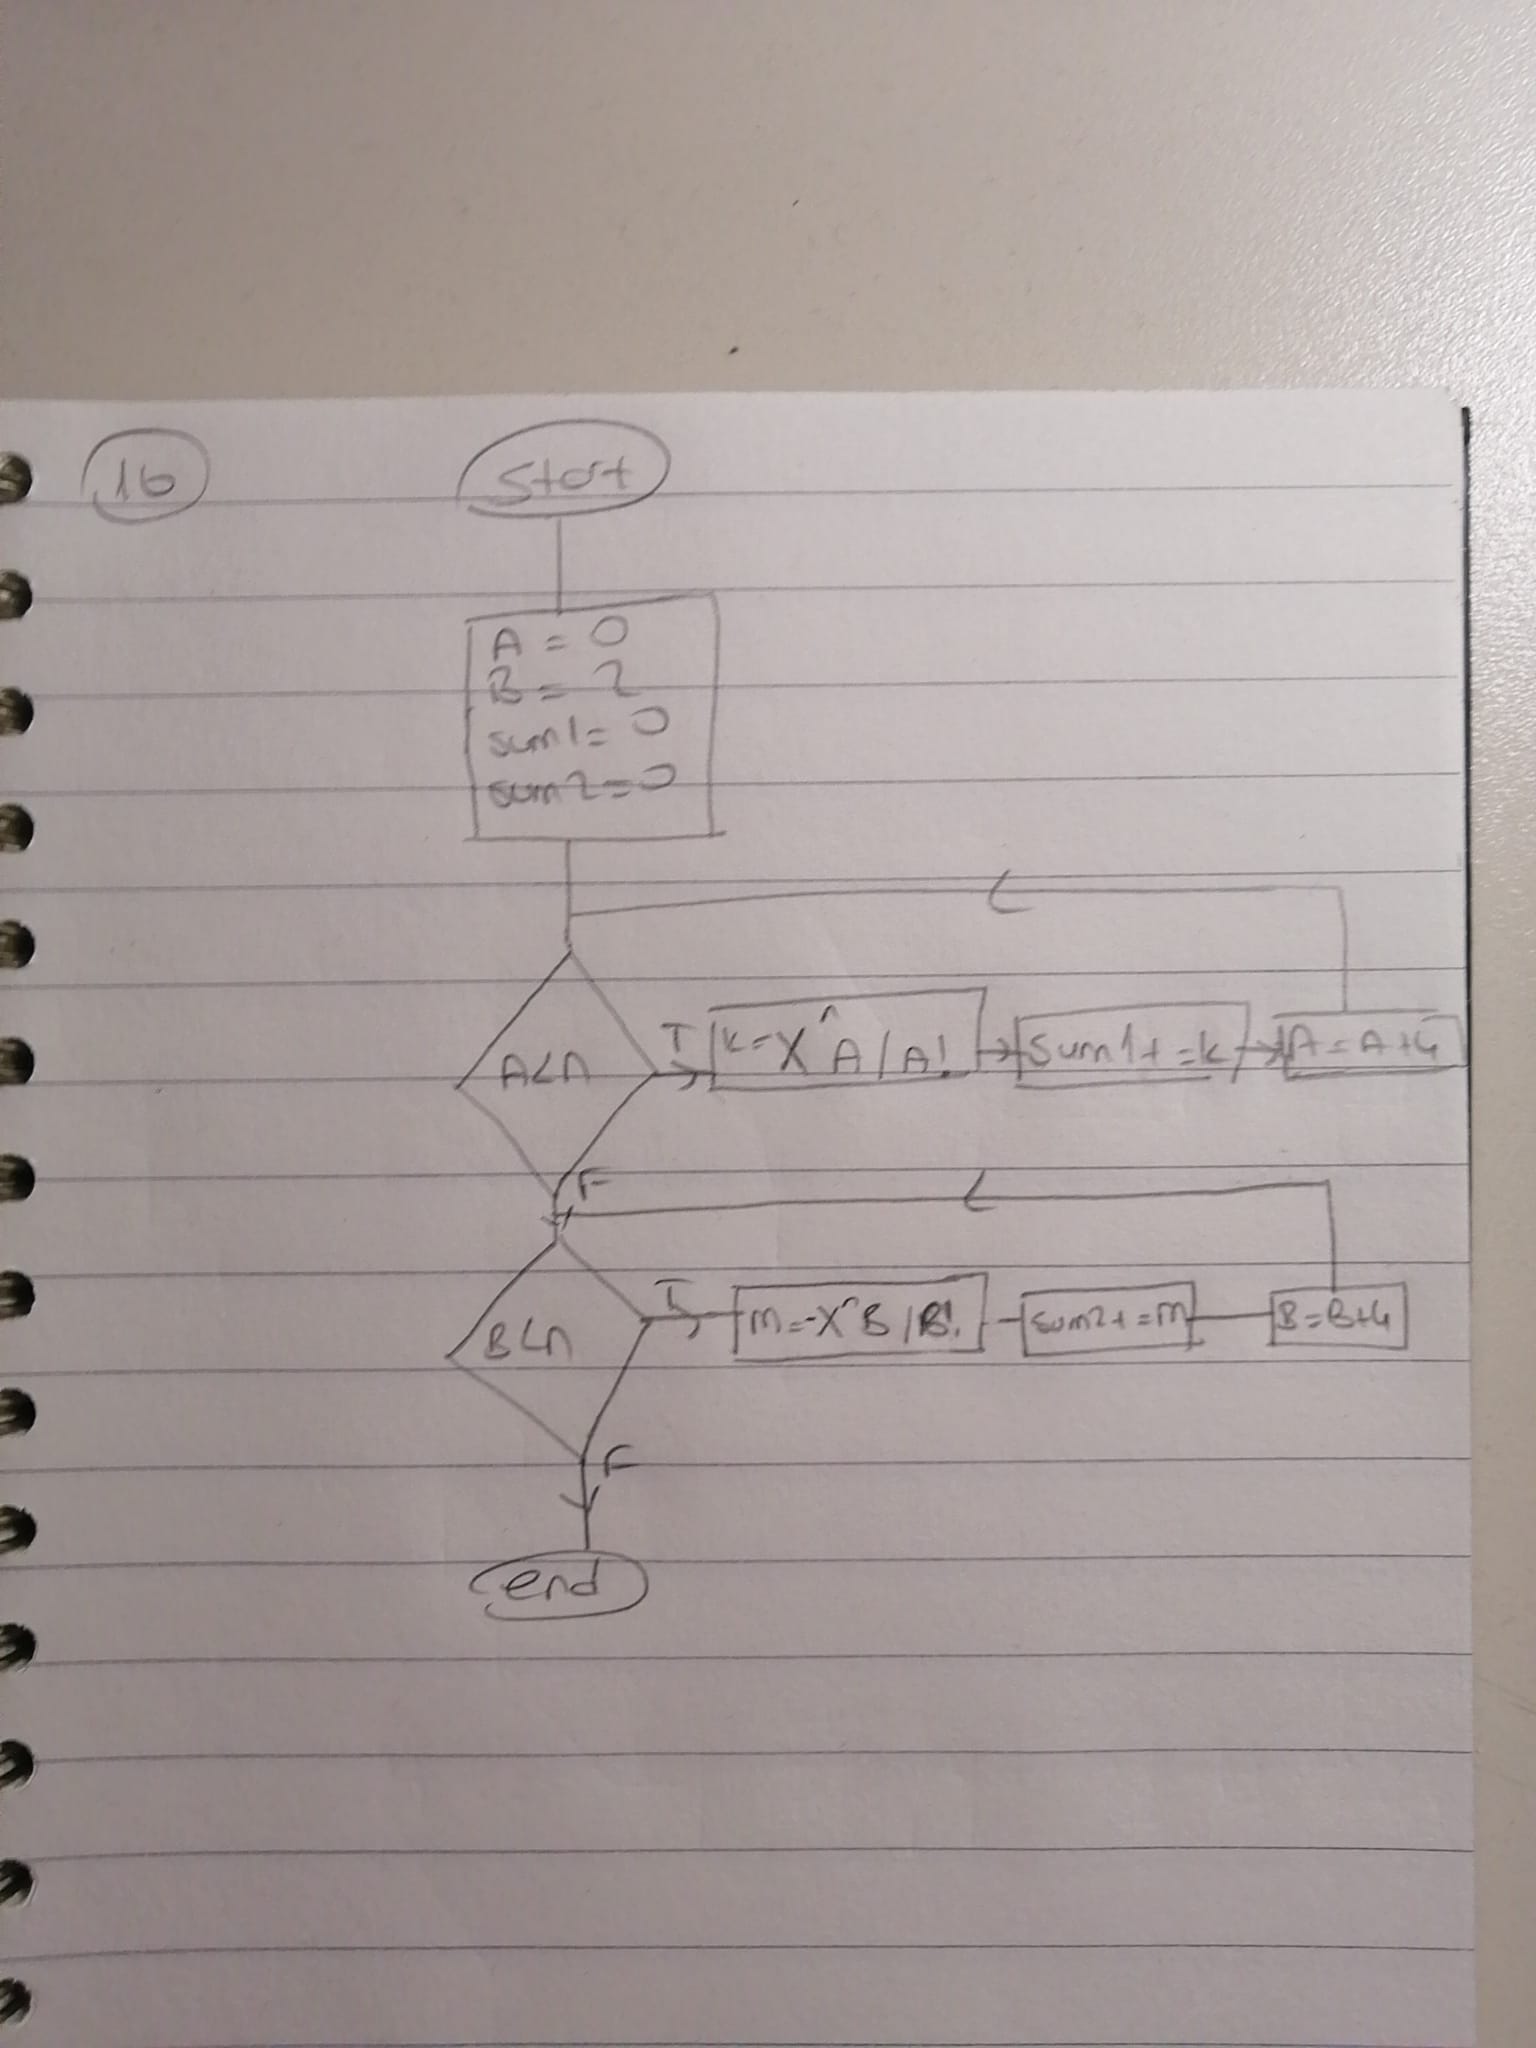 16
Start
A = 0
B = 2
sum1= 0
sum2=0
A<n
T
k=X^A/A!
sum1+=k
A=A+4
F
B<n
T
m=-X^B/B!
sum2+=m
B=B+4
F
end